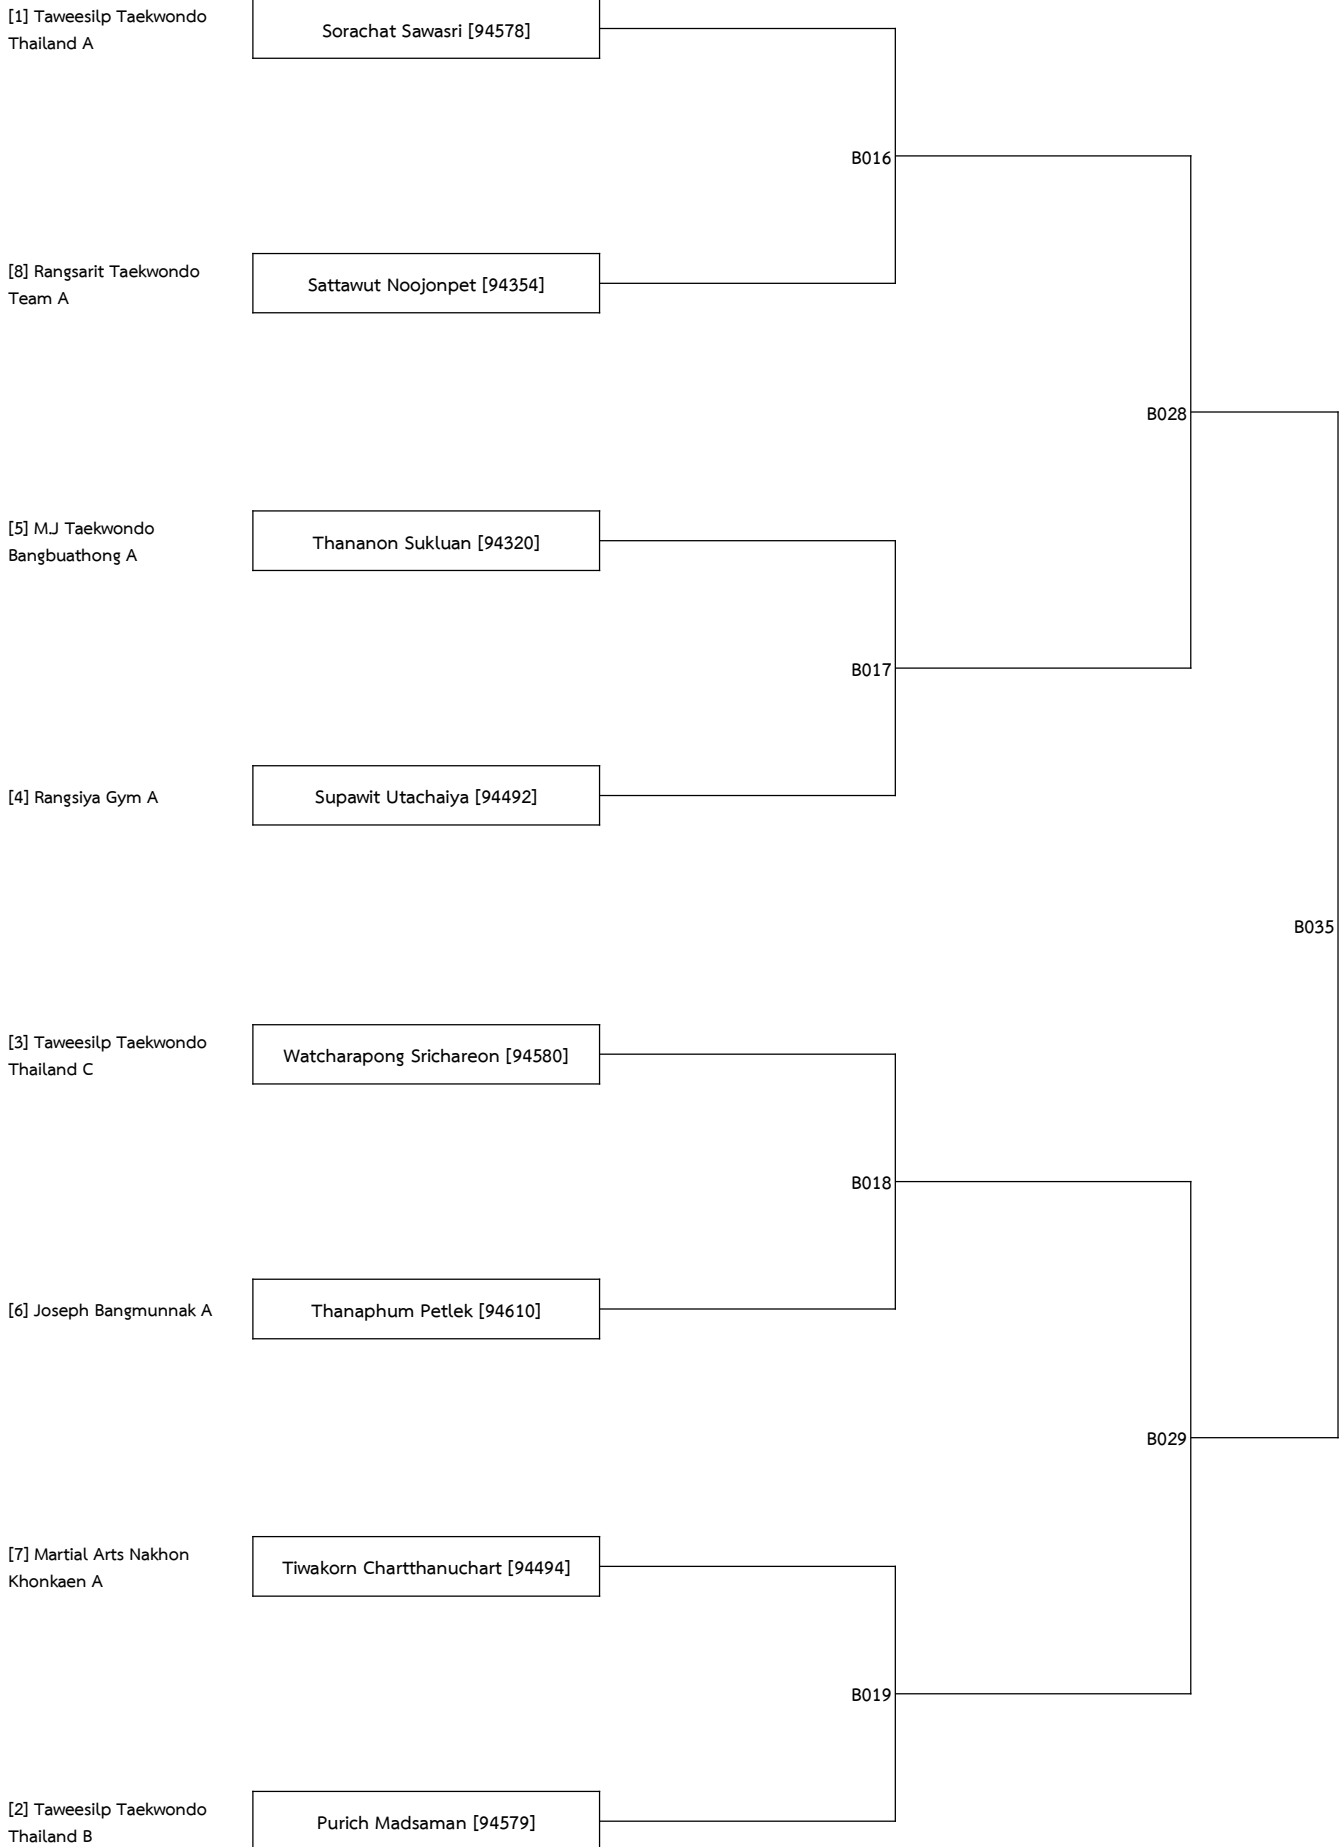 [1] Taweesilp Taekwondo
Thailand A
Sorachat Sawasri [94578]
B016
[8] Rangsarit Taekwondo
Team A
Sattawut Noojonpet [94354]
B028
[5] M.J Taekwondo
Bangbuathong A
Thananon Sukluan [94320]
B017
[4] Rangsiya Gym A
Supawit Utachaiya [94492]
B035
[3] Taweesilp Taekwondo
Thailand C
Watcharapong Srichareon [94580]
B018
[6] Joseph Bangmunnak A
Thanaphum Petlek [94610]
B029
[7] Martial Arts Nakhon
Khonkaen A
Tiwakorn Chartthanuchart [94494]
B019
[2] Taweesilp Taekwondo
Thailand B
Purich Madsaman [94579]